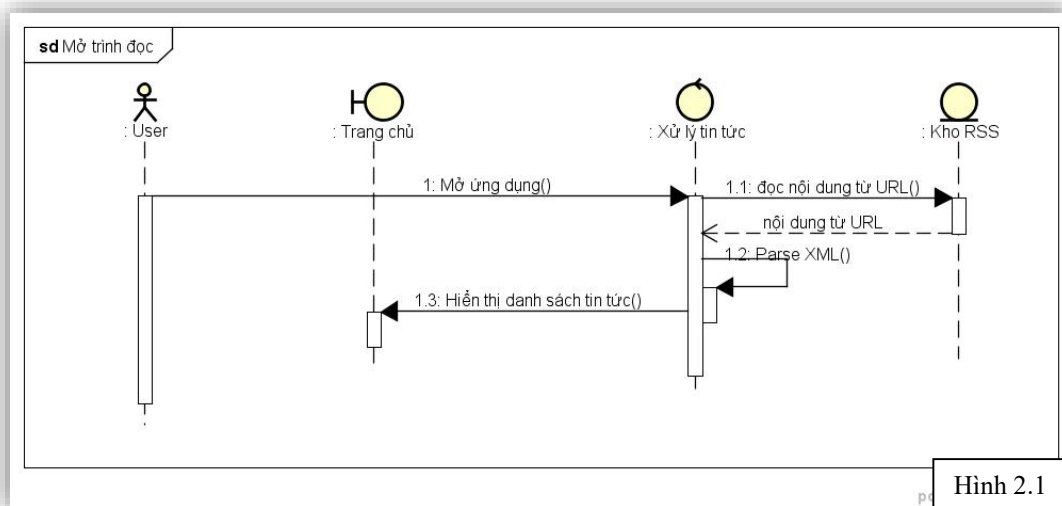 sd Mở trình đọc
: User
: Trang chủ
: Xử lý tin tức
: Kho RSS
1: Mở ứng dụng()
1.1: đọc nội dung từ URL()
nội dung từ URL
1.2: Parse XML()
1.3: Hiển thị danh sách tin tức()
Hình 2.1